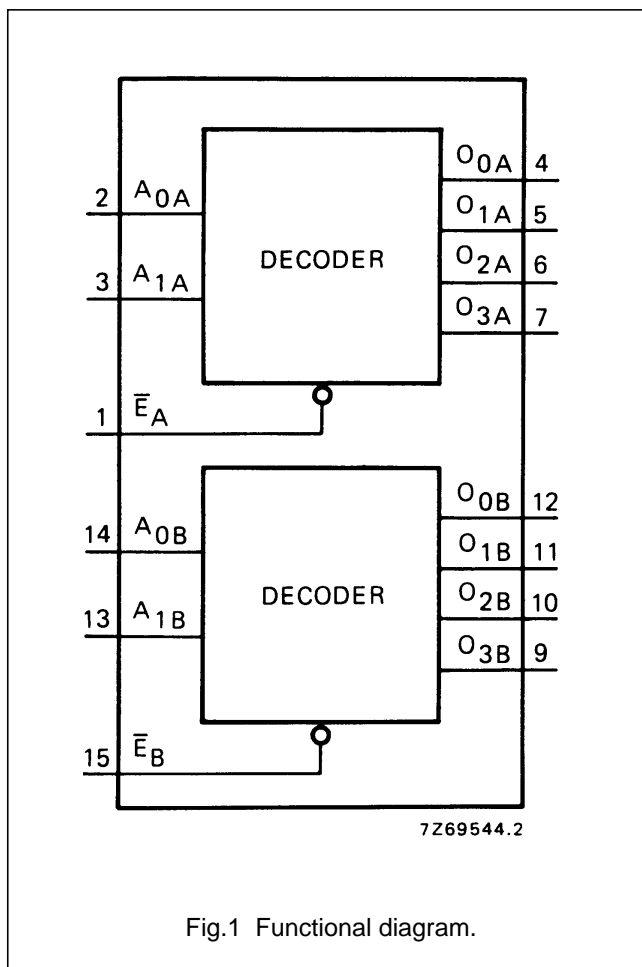 2 A0A
3 A1A
1 ĒA
DECODER
O0A 4
O1A 5
O2A 6
O3A 7
14 A0B
13 A1B
15 ĒB
DECODER
O0B 12
O1B 11
O2B 10
O3B 9
7Z69544.2
Fig.1 Functional diagram.